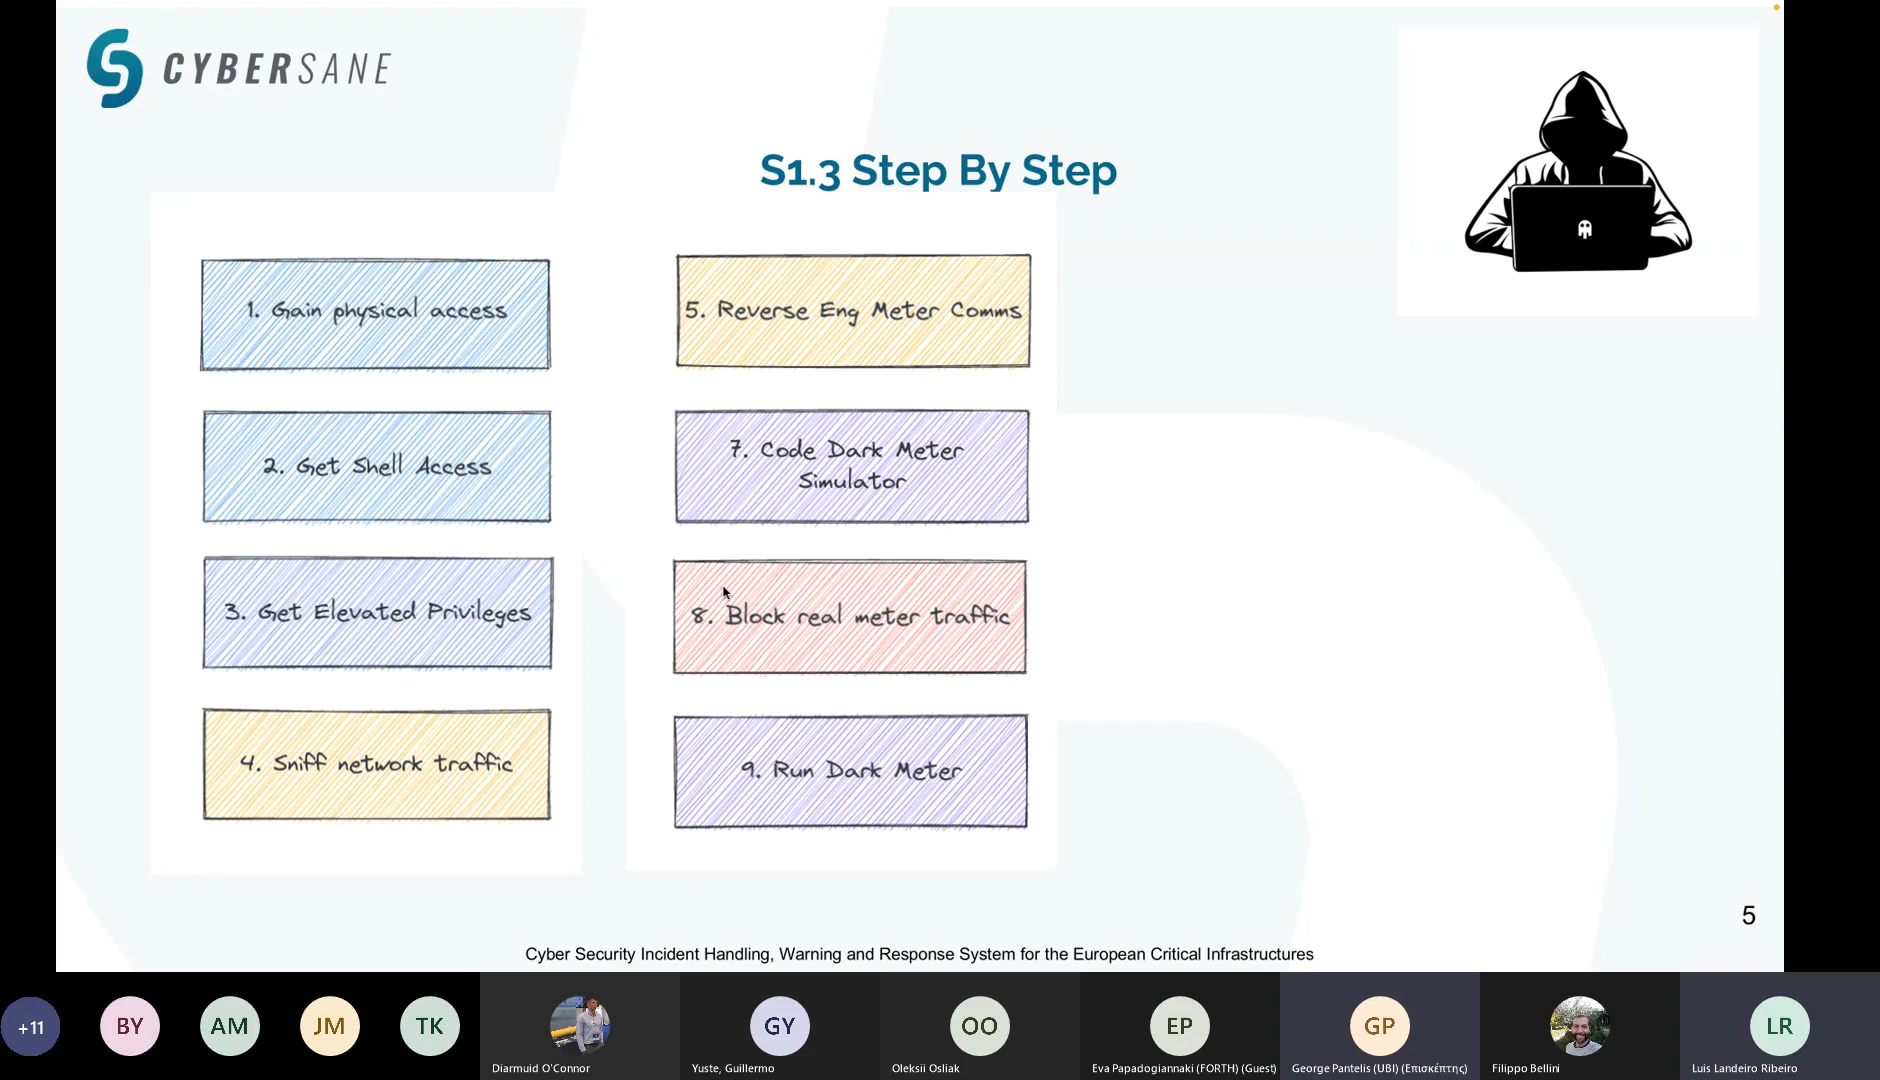 CYBERSANE
S1.3 Step By Step
1. Gain physical access
2. Get Shell Access
3. Get Elevated Privileges
4. Sniff network traffic
5. Reverse Eng Meter Comms
7. Code Dark Meter
Simulator
8. Block real meter traffic
9. Run Dark Meter
5
Cyber Security Incident Handling, Warning and Response System for the European Critical Infrastructures
+11
BY
AM
JM
TK
Diarmuid O'Connor
GY
Yuste, Guillermo
OO
Oleksii Osliak
EP
Eva Papadogiannaki (FORTH) (Guest)
GP
George Pantelis (UBI) (Επισκέπτης)
Filippo Bellini
LR
Luis Landeiro Ribeiro